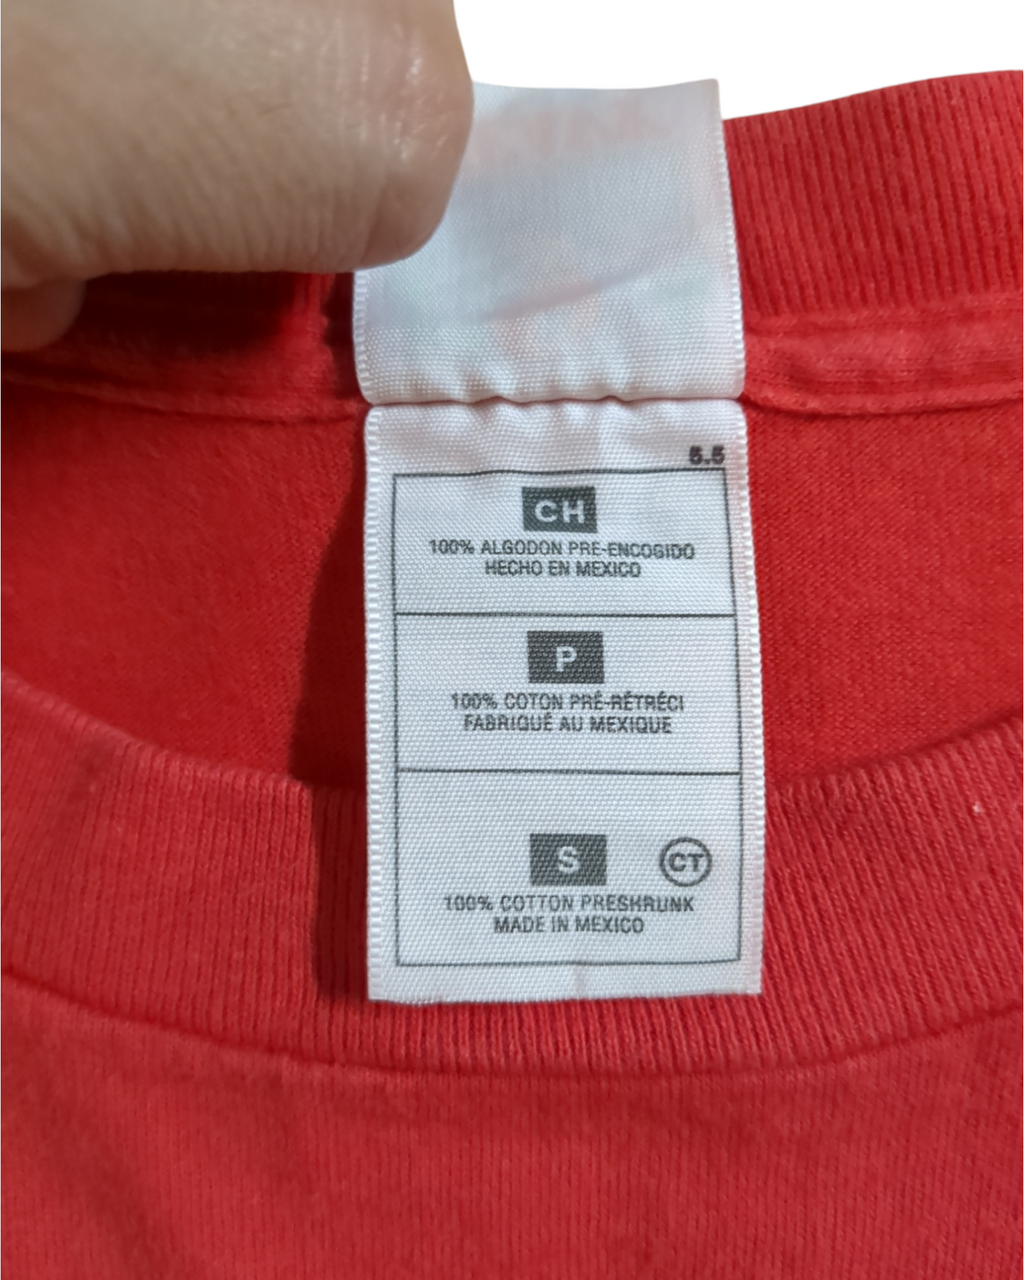 5.5
CH
100% ALGODON PRE-ENCOGIDO
HECHO EN MEXICO
P
100% COTON PRÉ-RÉTRÉCI
FABRIQUÉ AU MEXIQUE
S
CT
100% COTTON PRESHRUNK
MADE IN MEXICO